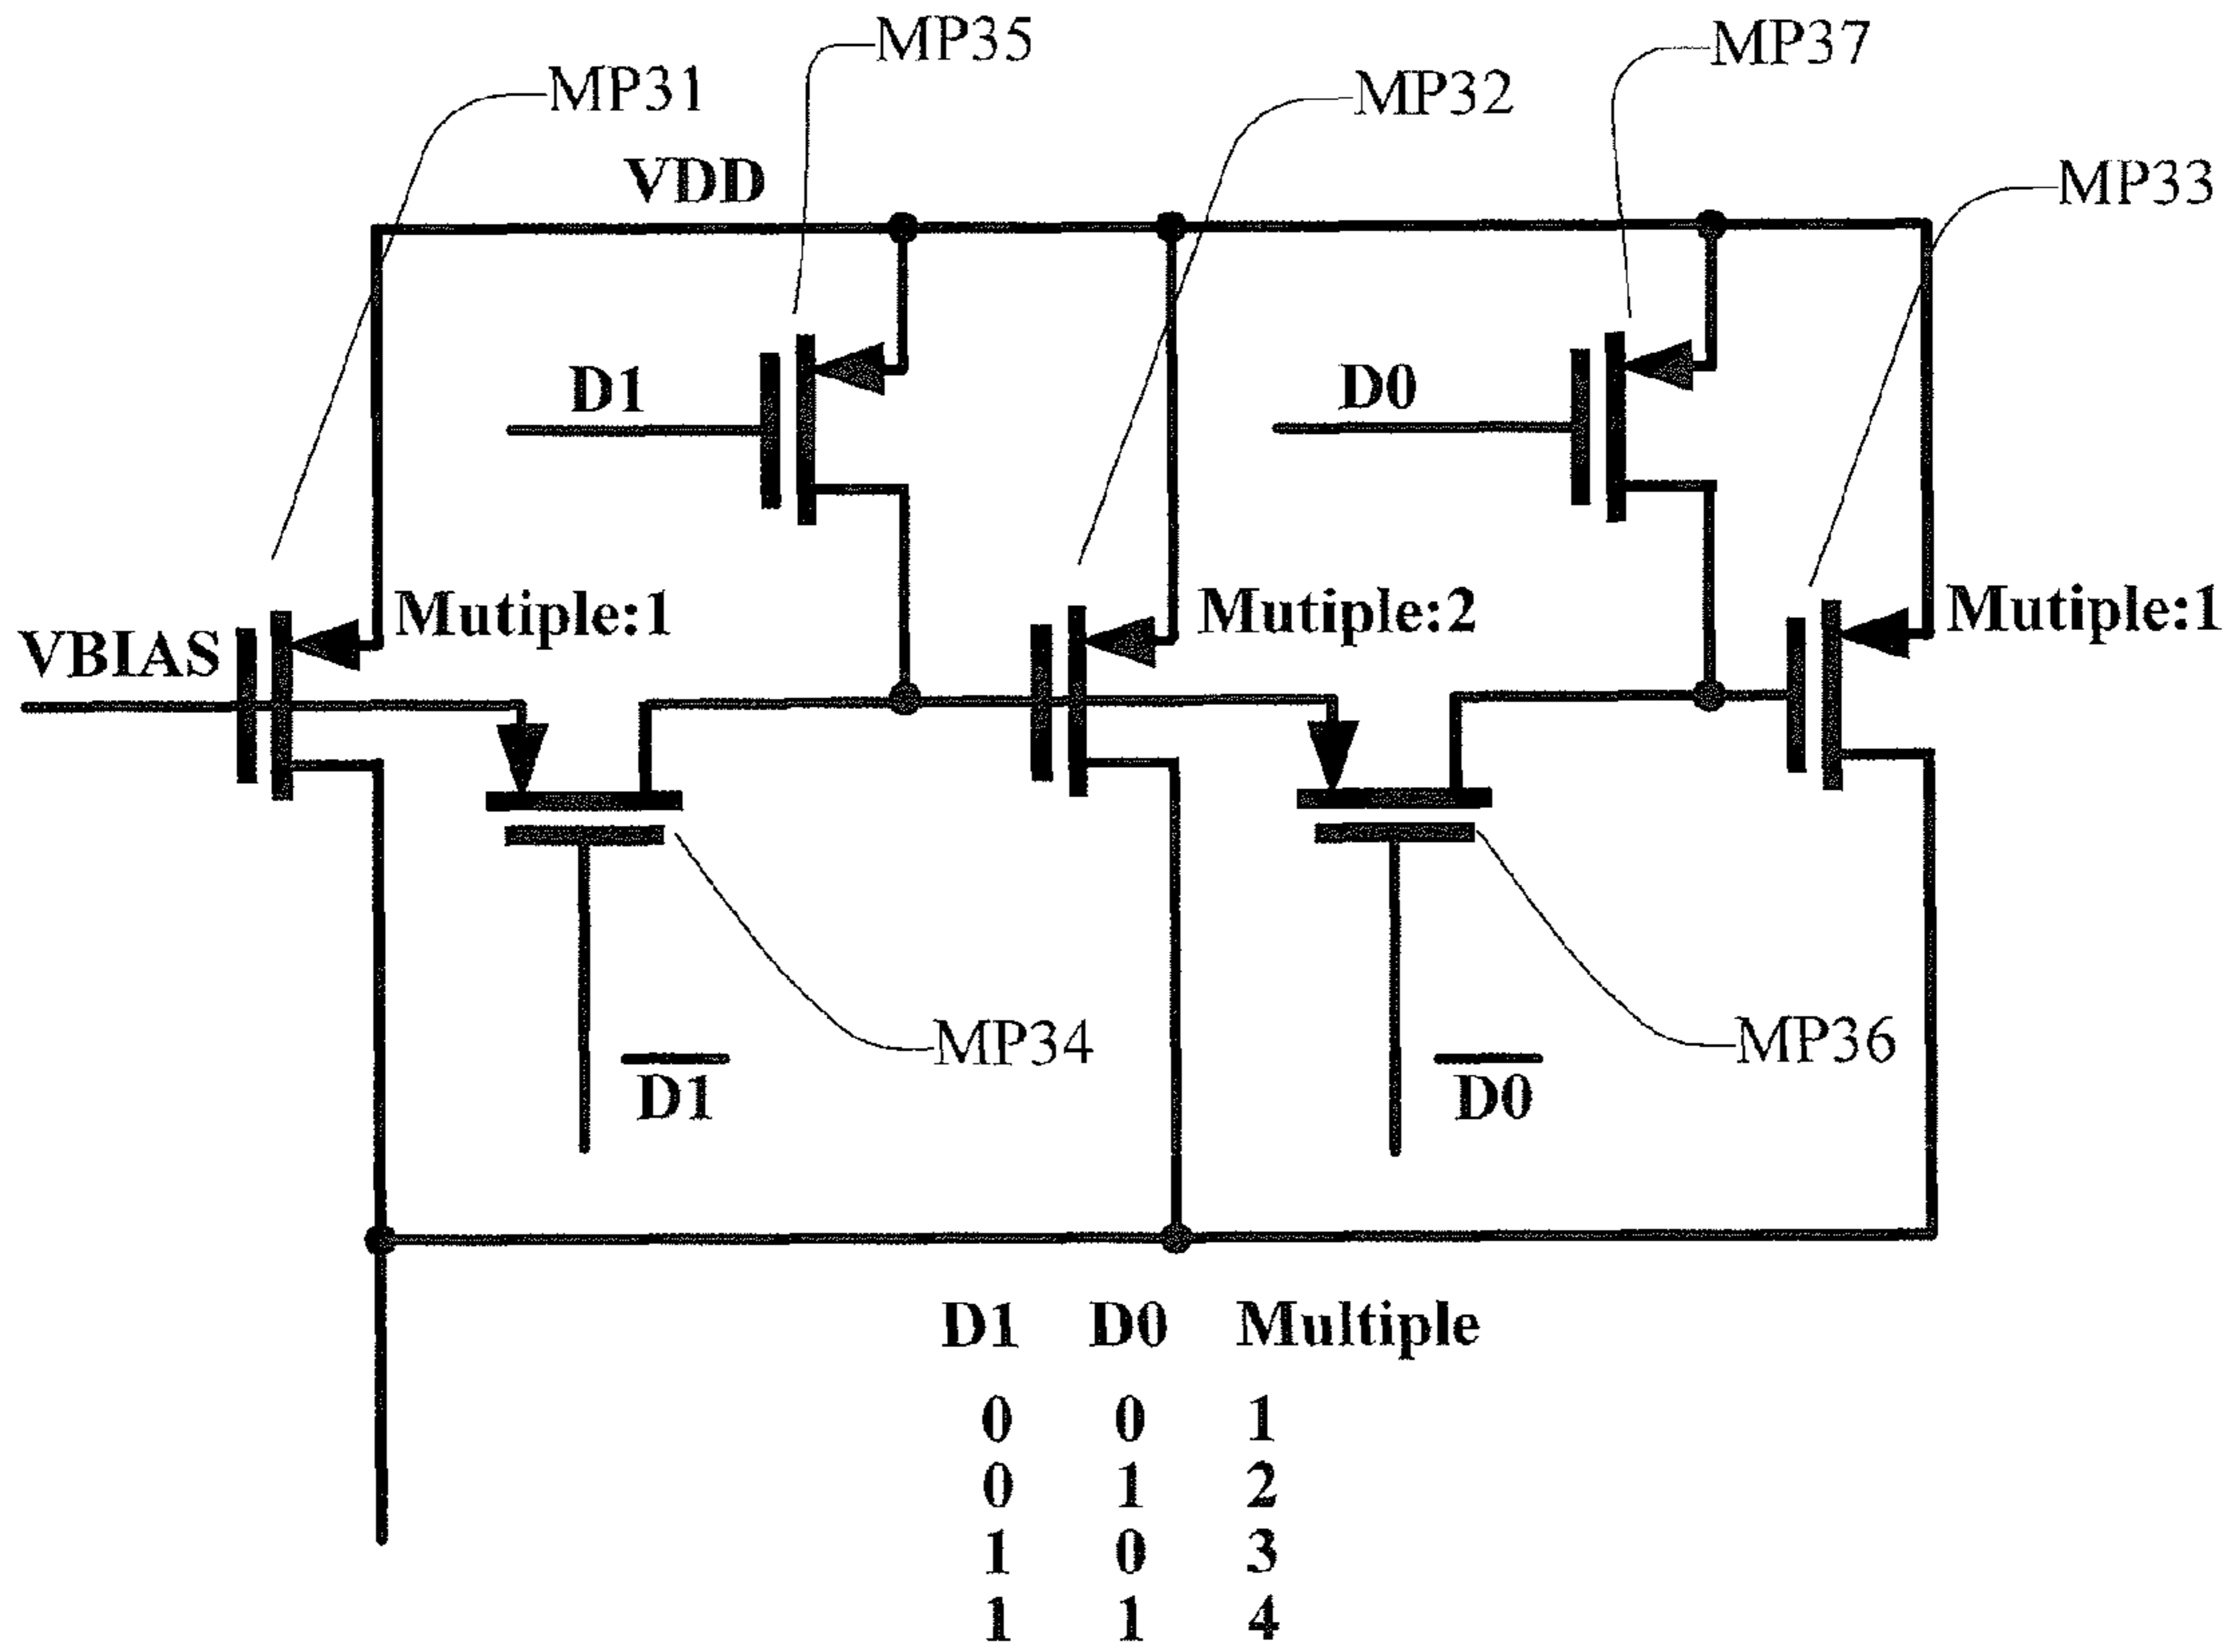 MP35
MP37
MP31
MP32
VDD
MP33
D1
D0
Mutiple:1
Mutiple:2
Mutiple:1
VBIAS
MP34
MP36
D1
D0
D1 D0 Multiple
0 0 1
0 1 2
1 0 3
1 1 4